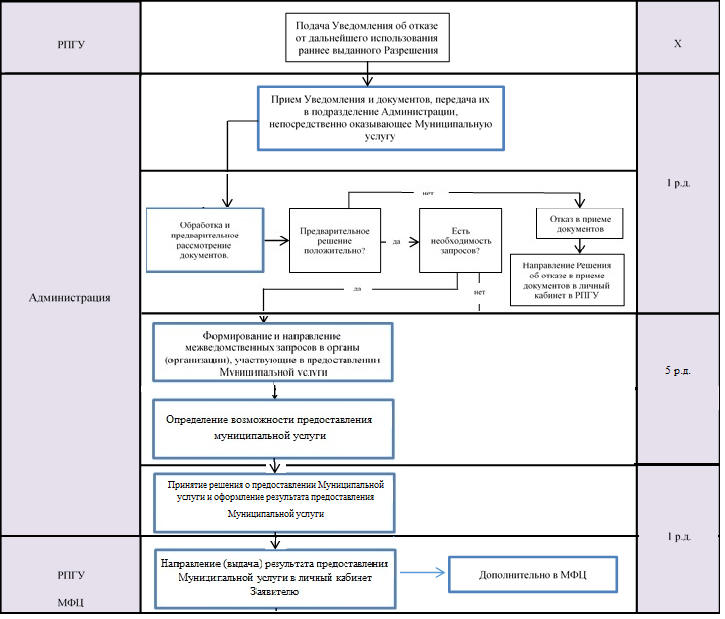 РПГУ
Подача Уведомления об отказе
от дальнейшего использования
ранее выданного Разрешения
X
Прием Уведомления и документов, передача их
в подразделение Администрации,
непосредственно оказывающее Муниципальную
услугу
1 р.д.
нет
Обработка и
предварительное
рассмотрение
документов.
Предварительное
решение
положительно?
да
Есть
необходимость
запросов?
Отказ в приеме
документов
Направление Решения
об отказе в приеме
документов в личный
кабинет в РПГУ
да
нет
Администрация
Формирование и направление
межведомственных запросов в органы
(организации), участвующие в предоставлении
Муниципальной услуги
5 р.д.
Определение возможности предоставления
муниципальной услуги
Принятие решения о предоставлении Муниципальной
услуги и оформление результата предоставления
Муниципальной услуги
1 р.д.
РПГУ
МФЦ
Направление (выдача) результата предоставления
Муниципальной услуги в личный кабинет
Заявителю
Дополнительно в МФЦ